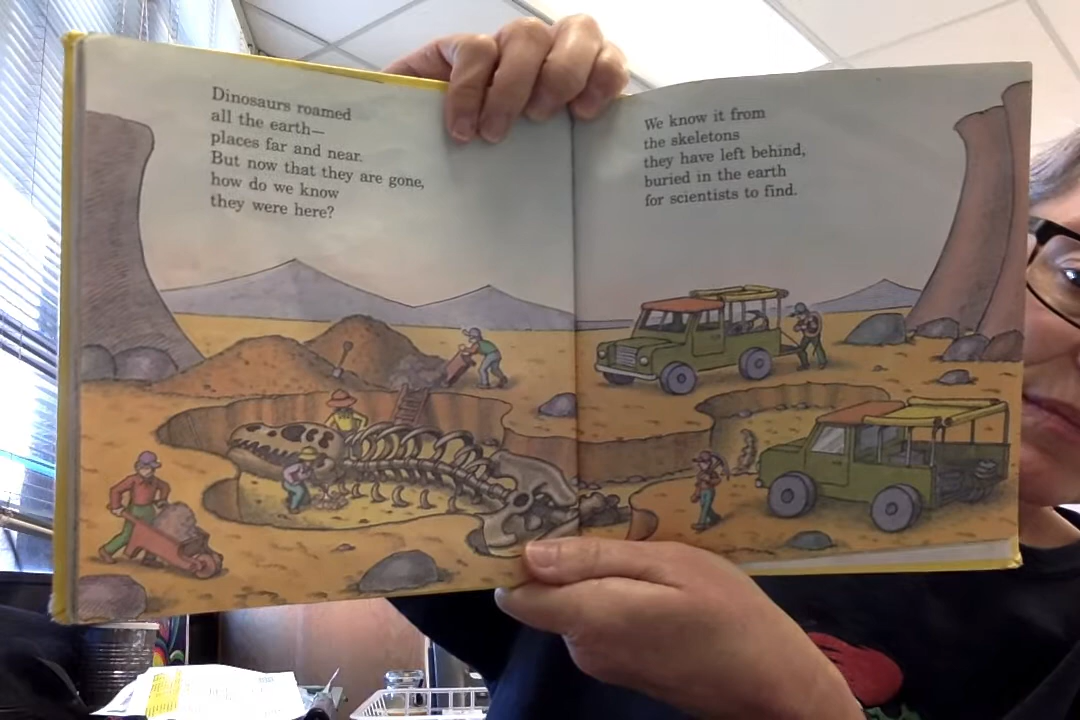 Dinosaurs roamed
all the earth—
places far and near.
But now that they are gone,
how do we know
they were here?
We know it from
the skeletons
they have left behind,
buried in the earth
for scientists to find.